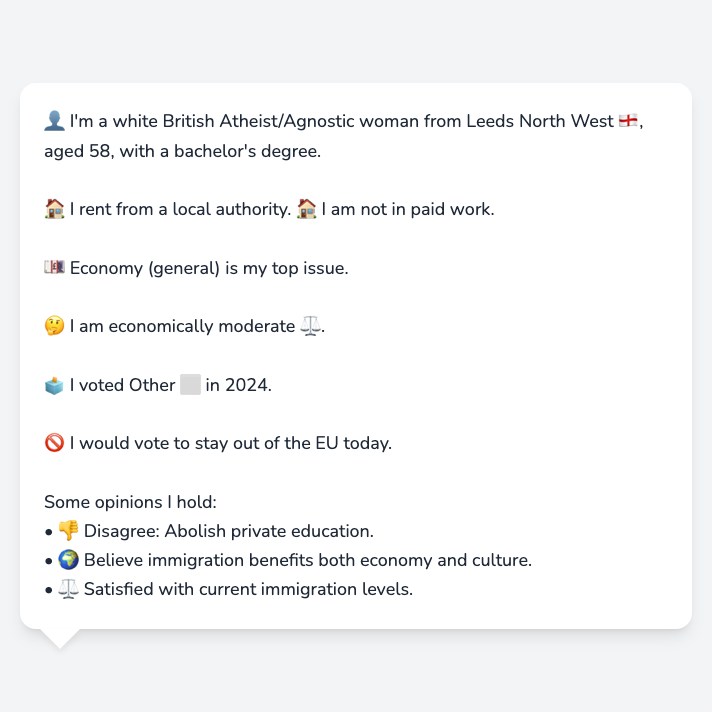 👤 I'm a white British Atheist/Agnostic woman from Leeds North West 🏴󠁧󠁢󠁥󠁮󠁧󠁿,
aged 58, with a bachelor's degree.
🏠 I rent from a local authority. 🏠 I am not in paid work.
💷 Economy (general) is my top issue.
🤔 I am economically moderate ⚖️.
🗳️ I voted Other ⬜ in 2024.
🚫 I would vote to stay out of the EU today.
Some opinions I hold:
• 👎 Disagree: Abolish private education.
• 🌍 Believe immigration benefits both economy and culture.
• ⚖️ Satisfied with current immigration levels.